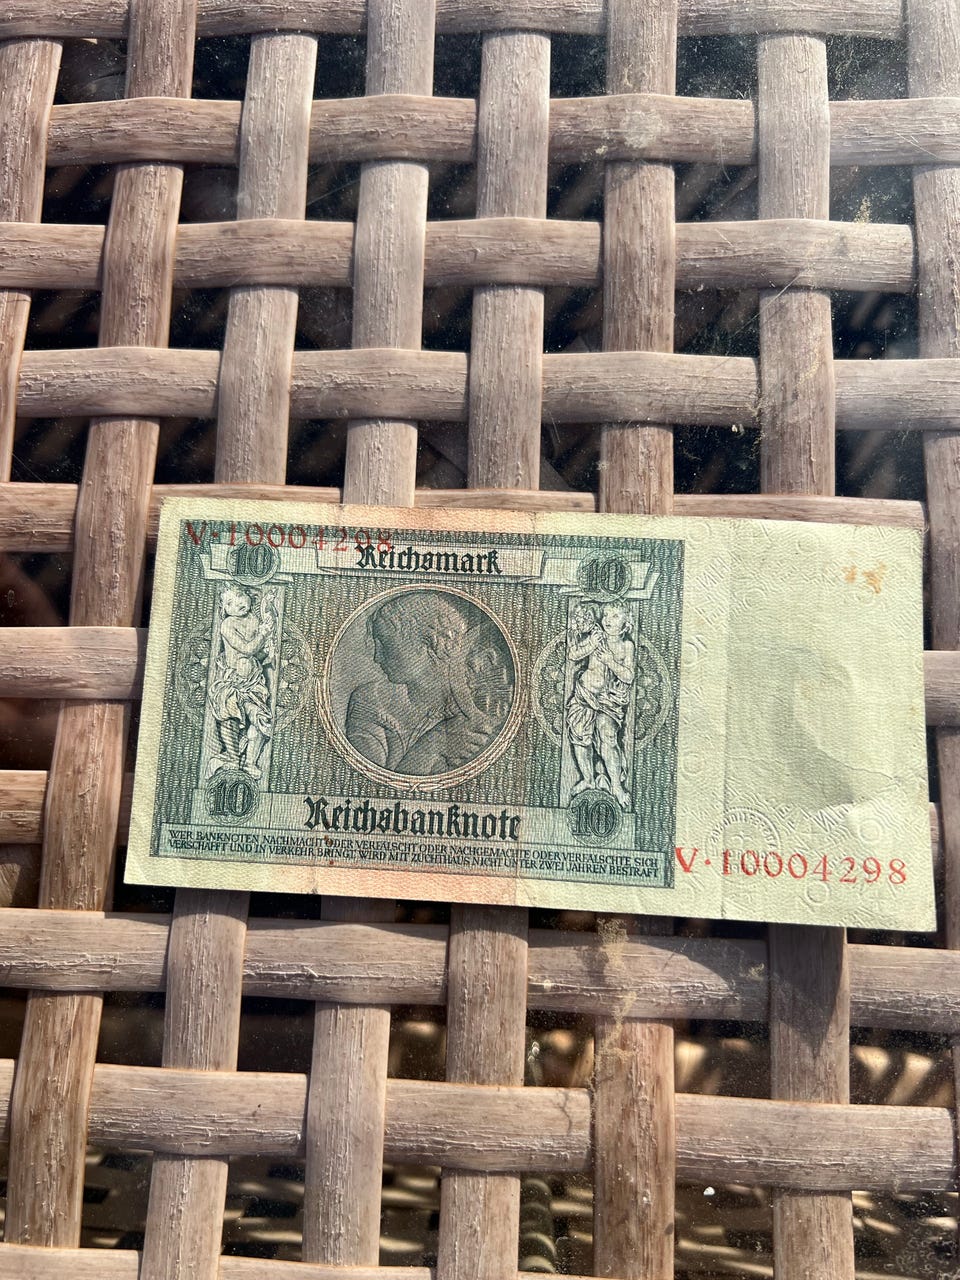 V·10004298
10 Reichsmark 10
10 Reichsbanknote 10
WER BANKNOTEN NACHMACHT ODER VERFÄLSCHT ODER NACHGEMACHTE ODER VERFÄLSCHTE SICH
VERSCHAFFT UND IN VERKEHR BRINGT, WIRD MIT ZUCHTHAUS NICHT UNTER ZWEI JAHREN BESTRAFT
V·10004298